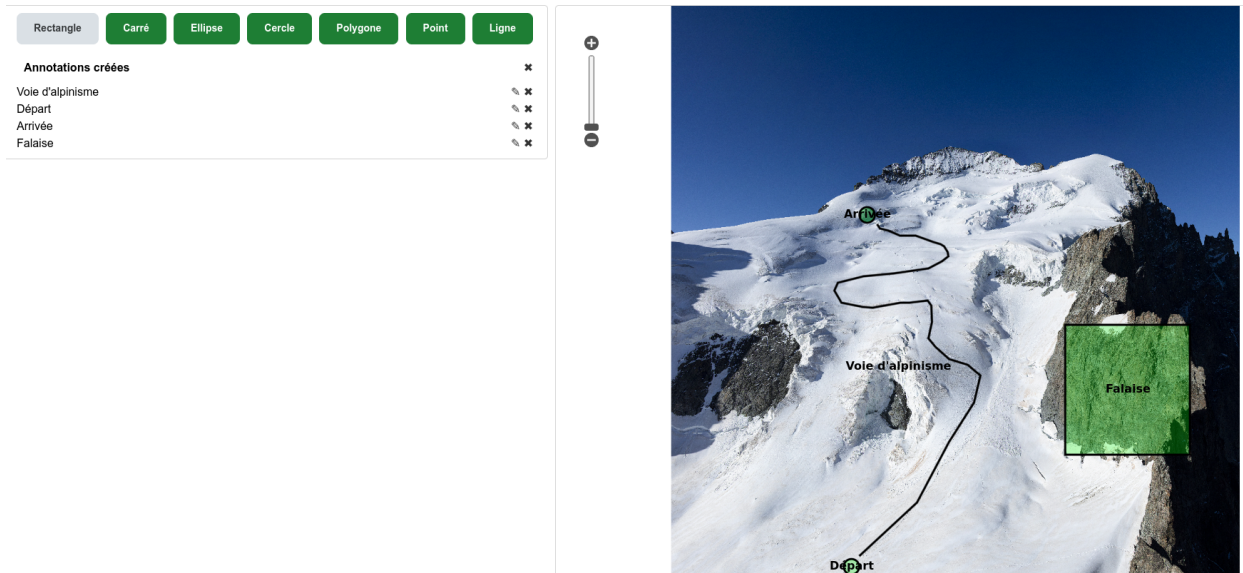 Rectangle Carré Ellipse Cercle Polygone Point Ligne
Annotations créées
Voie d'alpinisme
Départ
Arrivée
Falaise
Arrivée
Voie d'alpinisme
Falaise
Départ